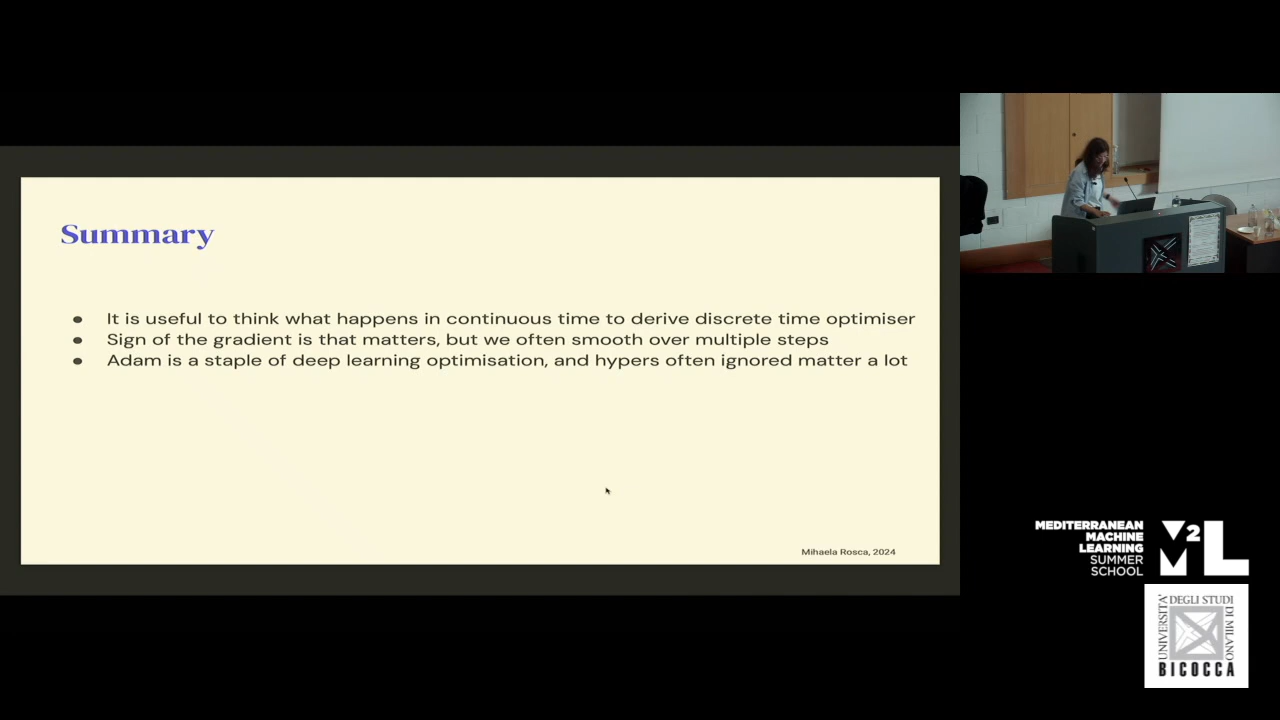 Summary
● It is useful to think what happens in continuous time to derive discrete time optimiser
● Sign of the gradient is that matters, but we often smooth over multiple steps
● Adam is a staple of deep learning optimisation, and hypers often ignored matter a lot
Mihaela Rosca, 2024
MEDITERRANEAN
MACHINE
LEARNING
SUMMER
SCHOOL
M2L
UNIVERSITA'
DEGLI STUDI
DI MILANO
BICOCCA